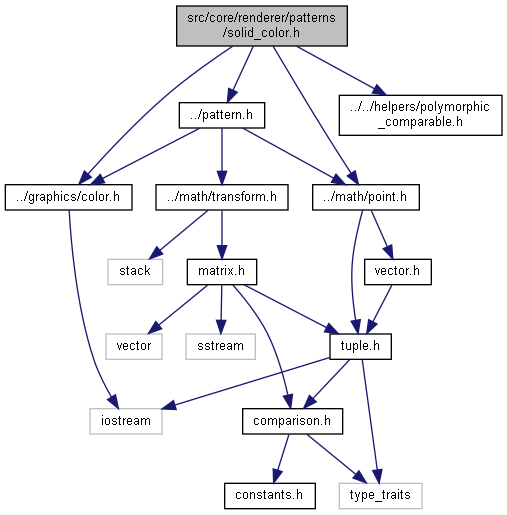 src/core/renderer/patterns
/solid_color.h
../pattern.h
../../helpers/polymorphic
_comparable.h
../graphics/color.h
../math/transform.h
../math/point.h
stack
matrix.h
vector.h
vector
sstream
tuple.h
iostream
comparison.h
constants.h
type_traits